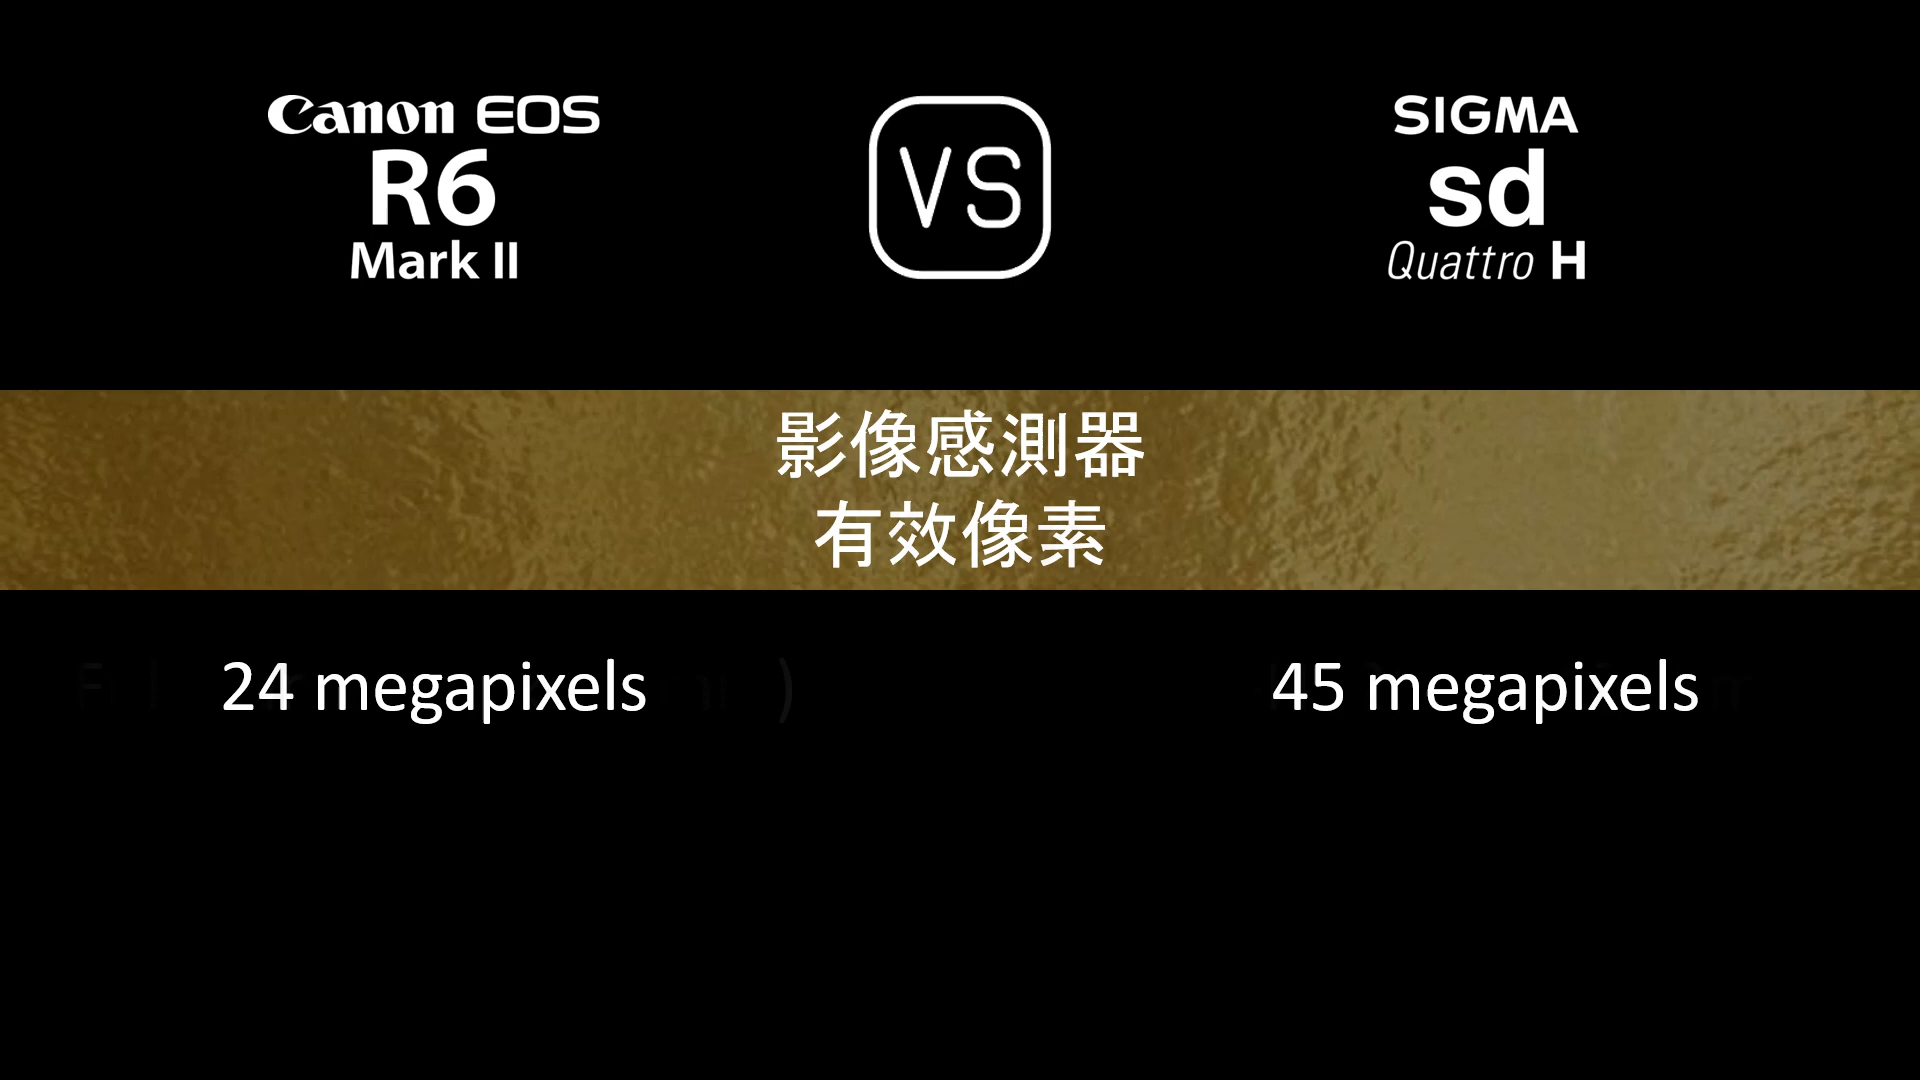 Canon EOS
R6
Mark II
VS
SIGMA
sd
Quattro H
影像感測器
有效像素
24 megapixels
45 megapixels